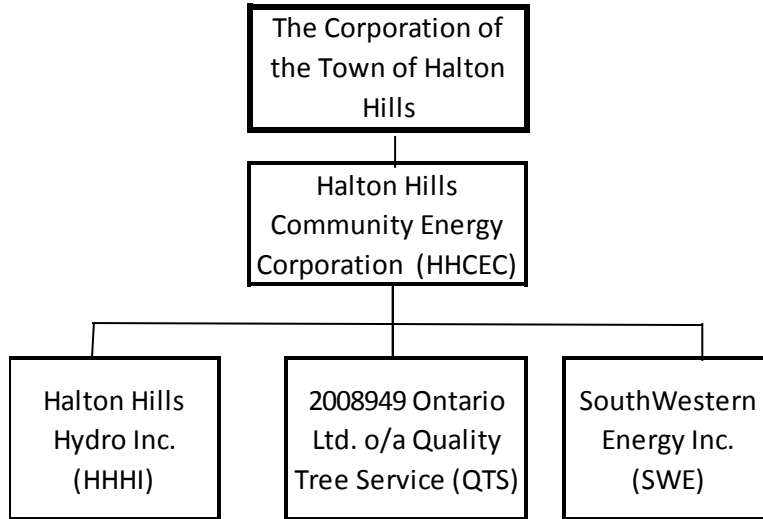 The Corporation of
the Town of Halton
Hills
Halton Hills
Community Energy
Corporation (HHCEC)
Halton Hills
Hydro Inc.
(HHHI)
2008949 Ontario
Ltd. o/a Quality
Tree Service (QTS)
SouthWestern
Energy Inc.
(SWE)